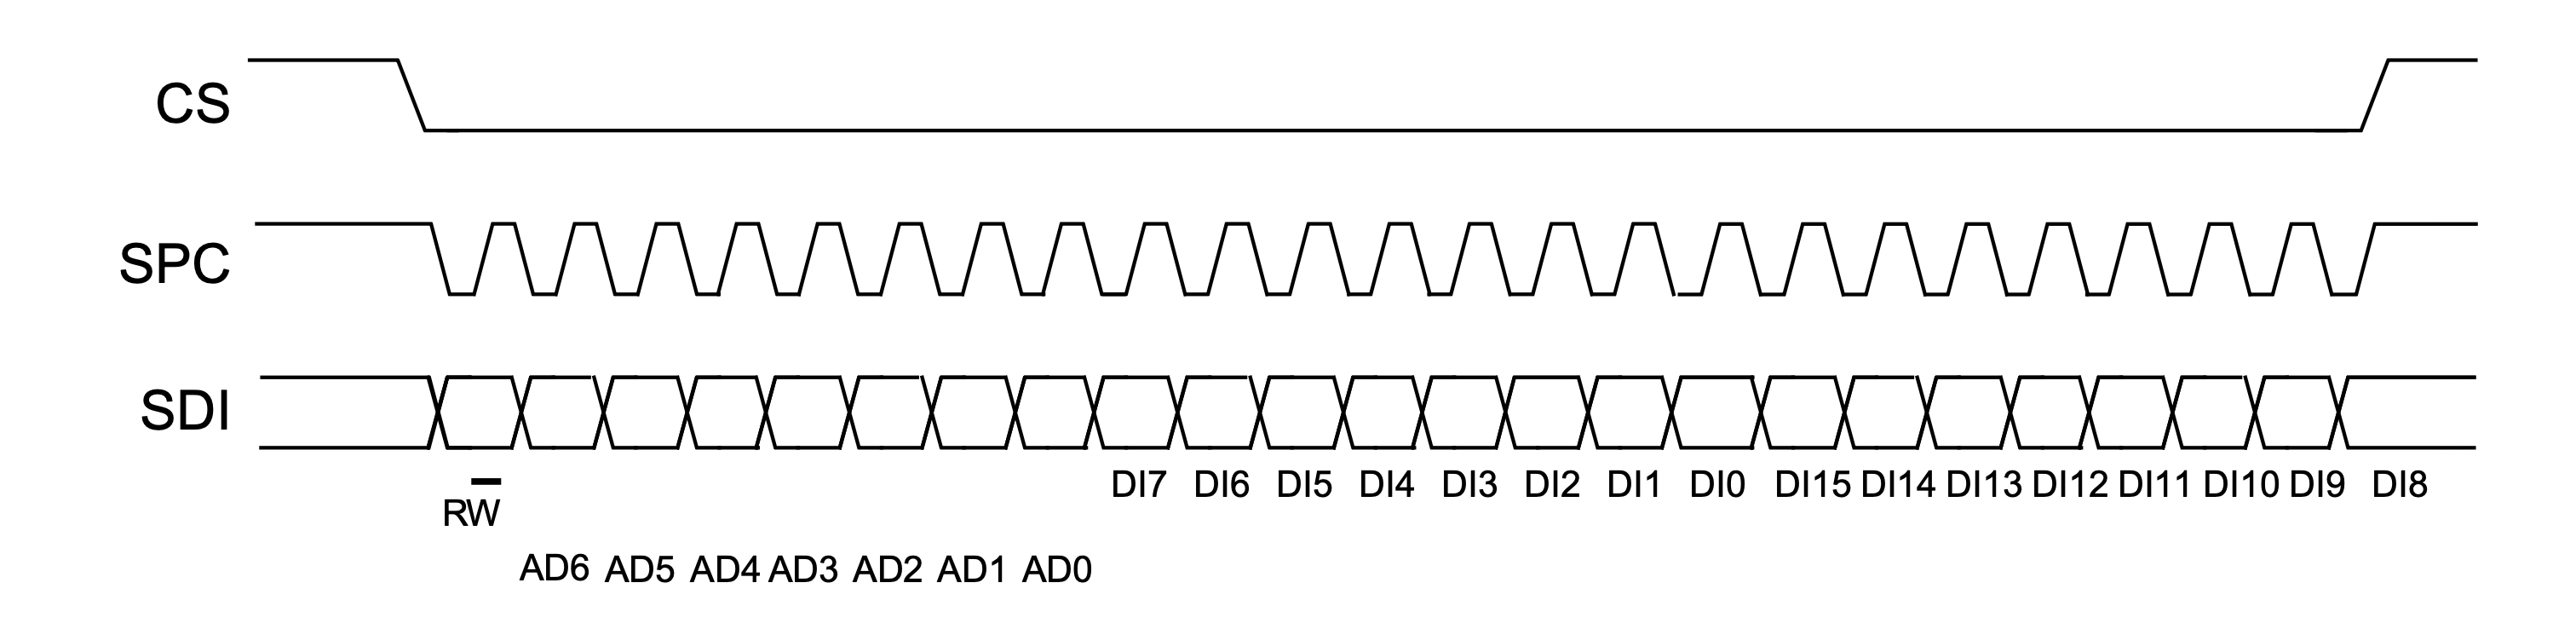 CS
SPC
SDI
DI7 DI6 DI5 DI4 DI3 DI2 DI1 DI0 DI15 DI14 DI13 DI12 DI11 DI10 DI9 DI8
RW̅
AD6 AD5 AD4 AD3 AD2 AD1 AD0